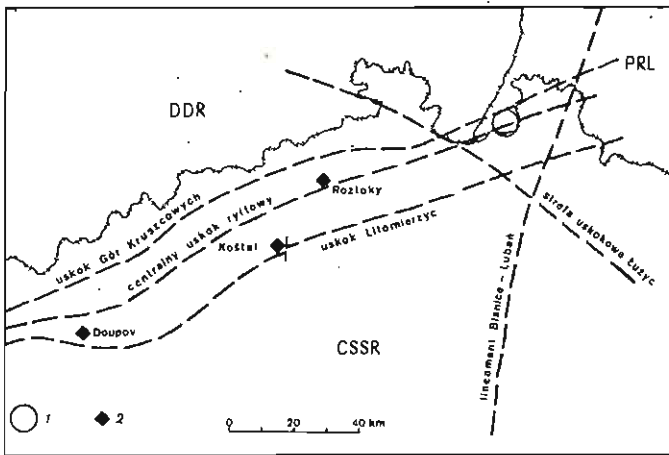 PRL
DDR
Roztoky
uskok Gór Kruszcowych
centralny uskok ryftowy
Koštal
uskok Litomierzyc
strefa uskokowa Łużyc
lineament Blanice – Lubań
Doupov
CSSR
1
2
0 20 40 km